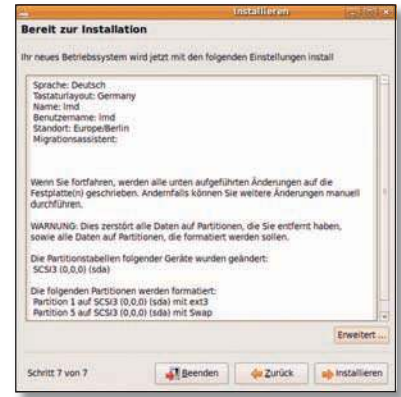 Installieren
Bereit zur Installation
Ihr neues Betriebssystem wird jetzt mit den folgenden Einstellungen install
Sprache: Deutsch
Tastaturlayout: Germany
Name: lmd
Benutzername: lmd
Standort: Europe/Berlin
Migrationsassistent:
Wenn Sie fortfahren, werden alle unten aufgeführten Änderungen auf die
Festplatte(n) geschrieben. Andernfalls können Sie weitere Änderungen manuell
durchführen.
WARNUNG: Dies zerstört alle Daten auf Partitionen, die Sie entfernt haben,
sowie alle Daten auf Partitionen, die formatiert werden sollen.
Die Partitionstabellen folgender Geräte wurden geändert:
SCSI3 (0,0,0) (sda)
Die folgenden Partitionen werden formatiert:
Partition 1 auf SCSI3 (0,0,0) (sda) mit ext3
Partition 5 auf SCSI3 (0,0,0) (sda) mit Swap
Erweitert ...
Schritt 7 von 7
Beenden
Zurück
Installieren